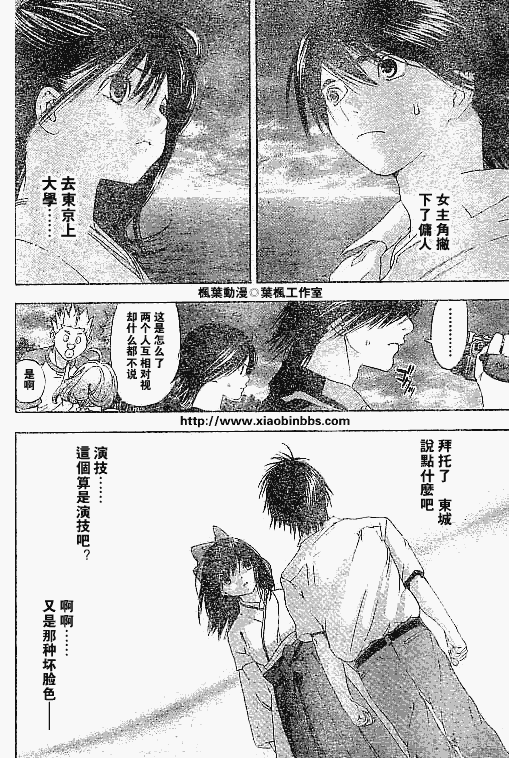 女主角撇
下了傭人
去東京上
大學……
楓葉動漫◎葉楓工作室
…………
这是怎么了
两个人互相对视
却什么都不说
是啊
http://www.xiaobinbbs.com
拜托了 東城
說點什麼吧
演技……
這個算是演技吧？
啊啊……
又是那种坏脸色——